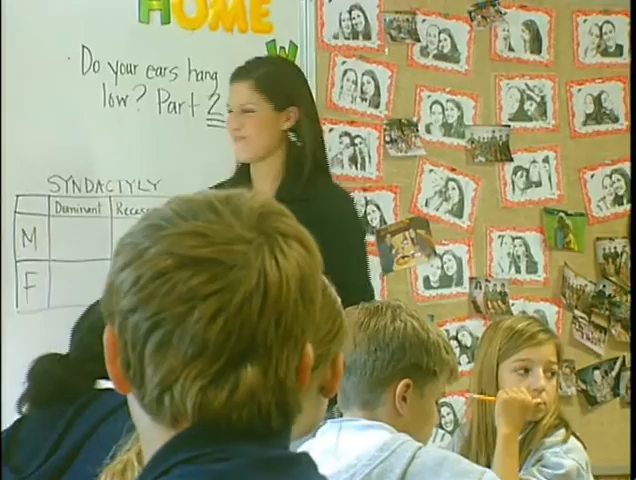 HOME
Do your ears hang
low? Part 2
SYNDACTYLY
Dominant
M
F